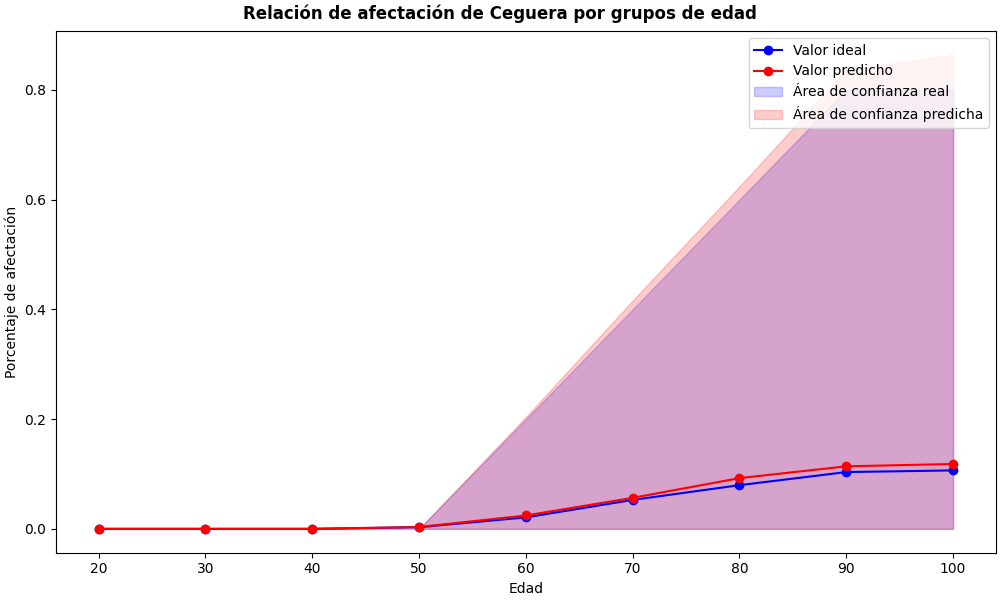 Relación de afectación de Ceguera por grupos de edad
Valor ideal
Valor predicho
Área de confianza real
Área de confianza predicha
Porcentaje de afectación
0.8
0.6
0.4
0.2
0.0
20 30 40 50 60 70 80 90 100
Edad